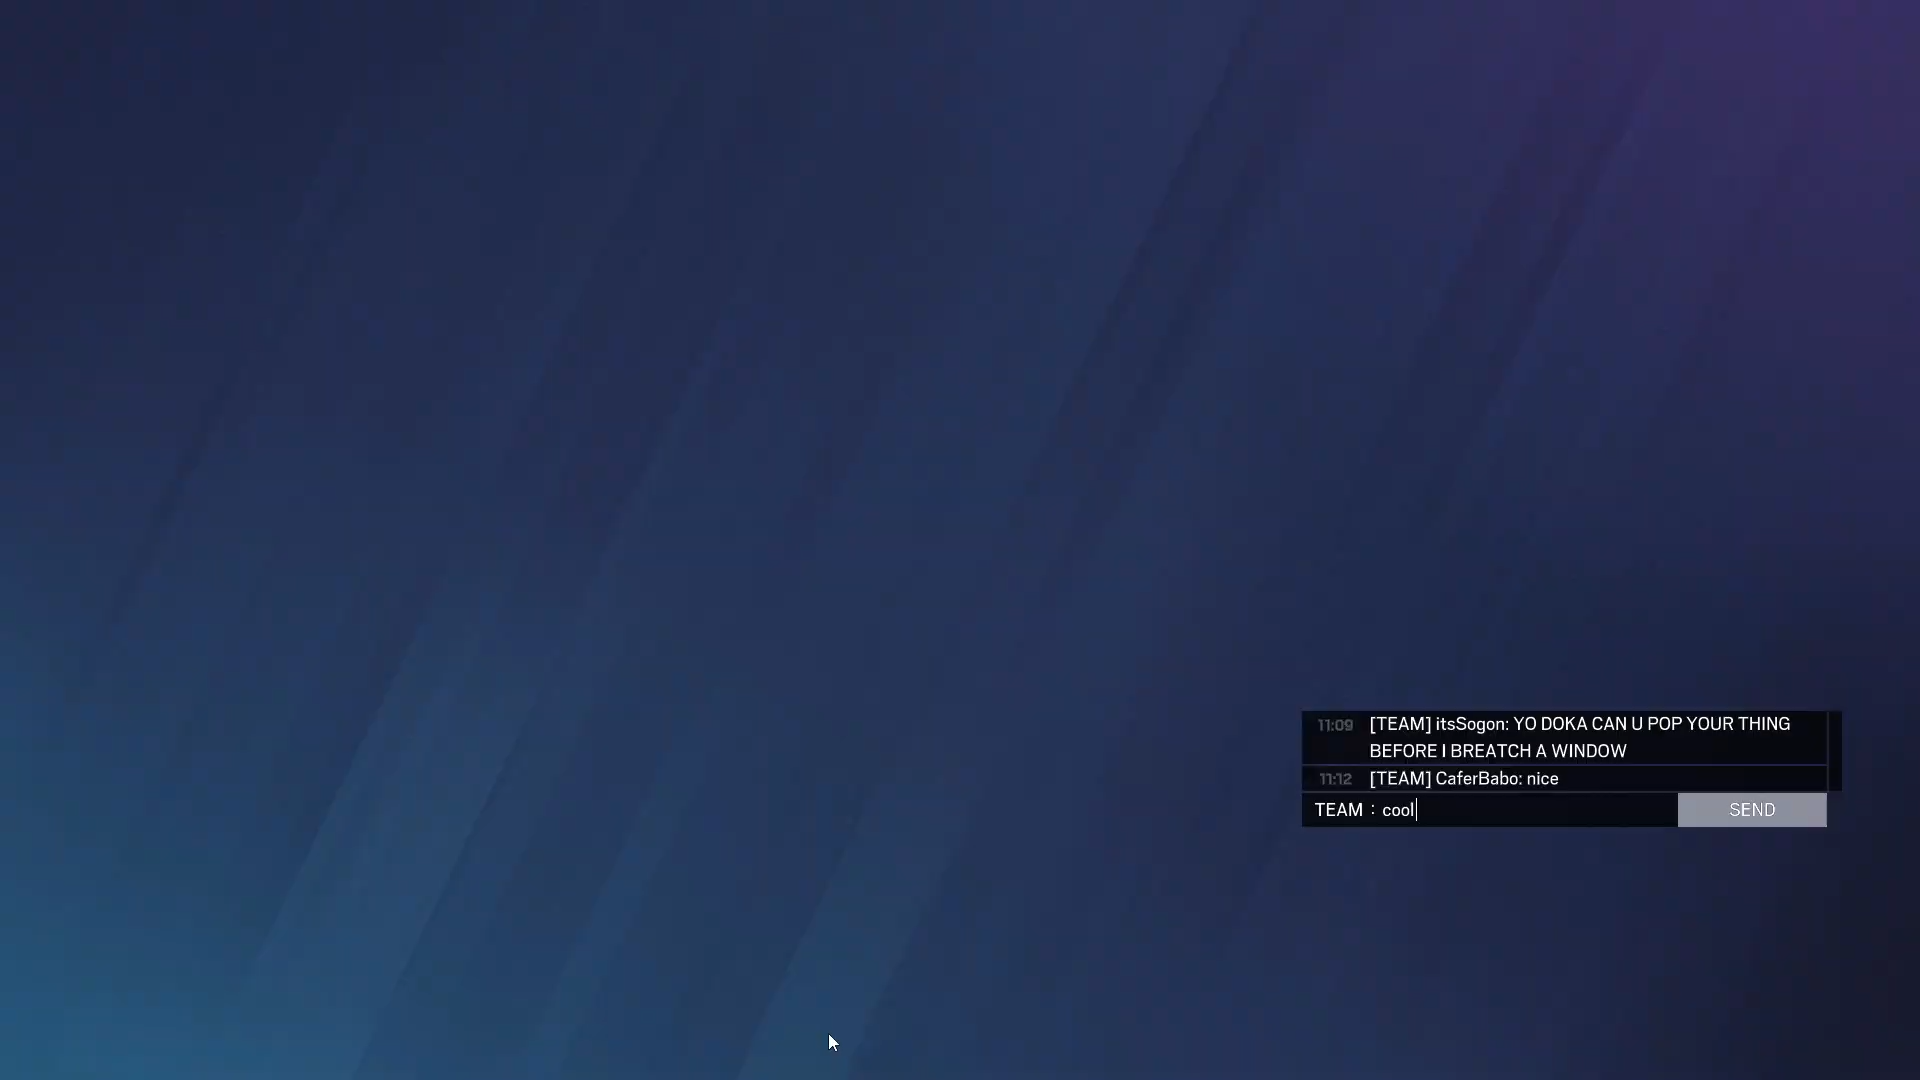 11:09 [TEAM] itsSogon: YO DOKA CAN U POP YOUR THING
BEFORE I BREATCH A WINDOW
11:12 [TEAM] CaferBabo: nice
TEAM : cool SEND